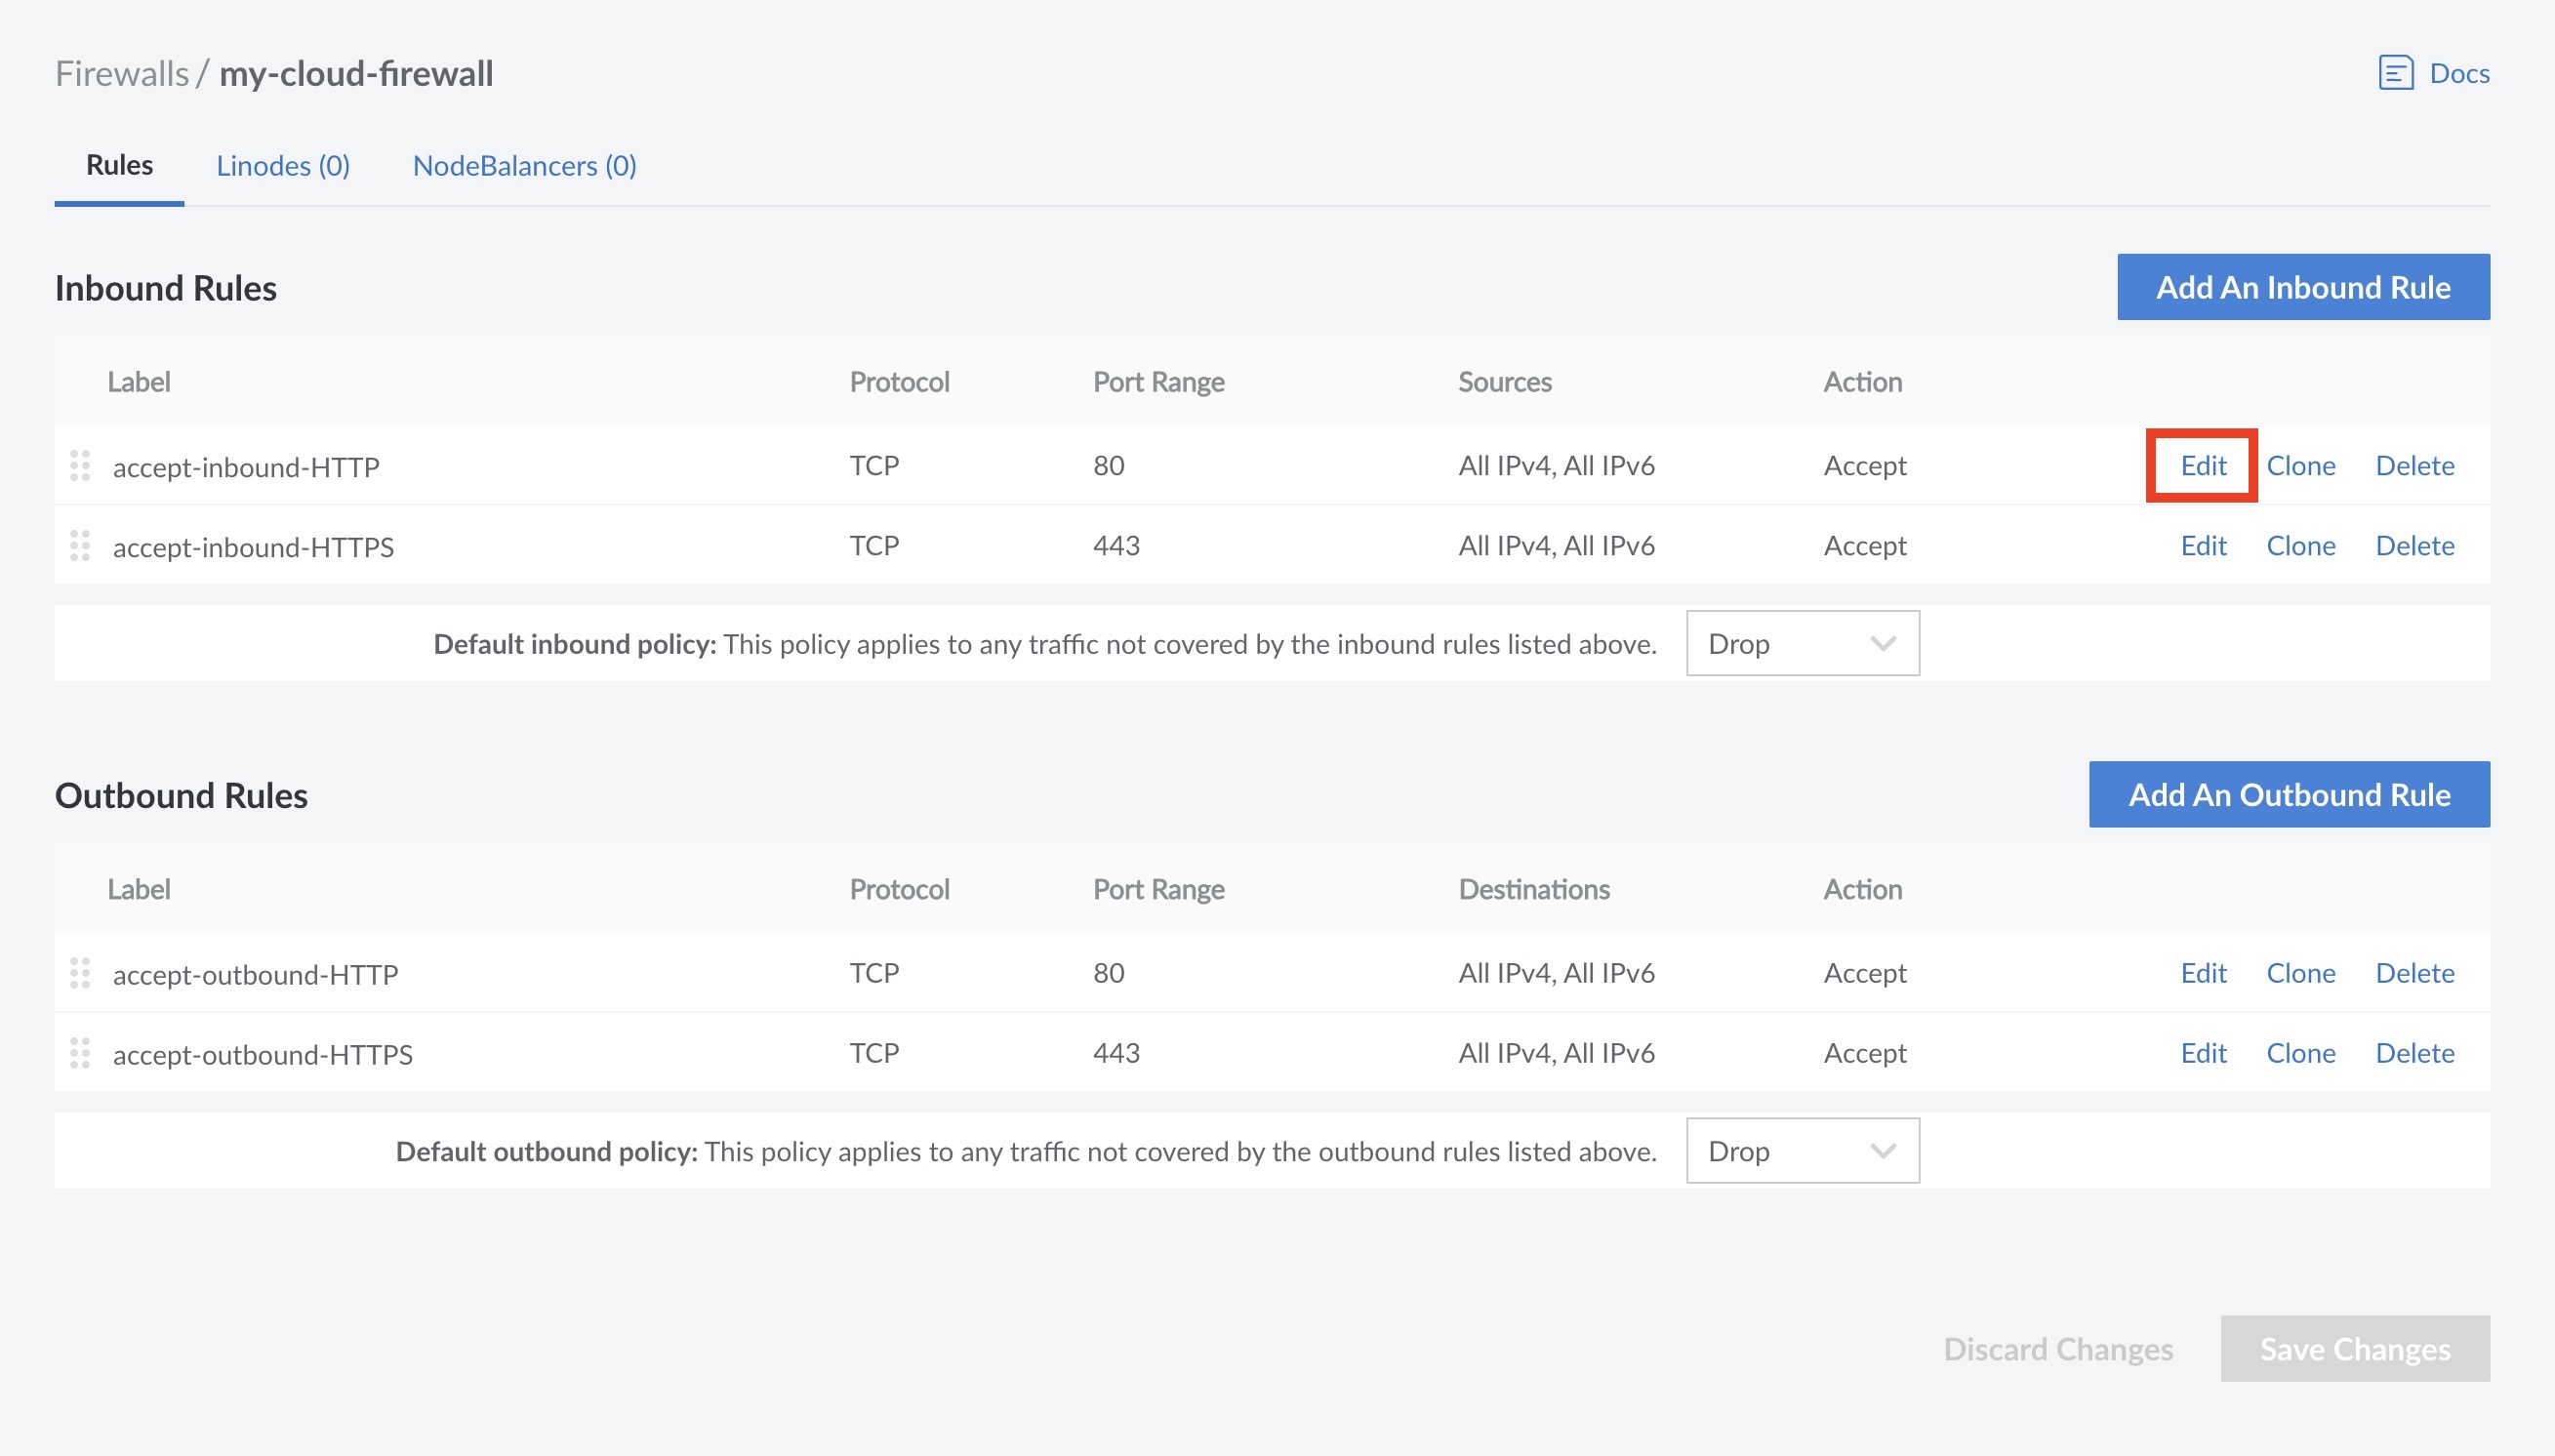 Firewalls / my-cloud-firewall Docs
Rules Linodes (0) NodeBalancers (0)
Inbound Rules Add An Inbound Rule
Label Protocol Port Range Sources Action
accept-inbound-HTTP TCP 80 All IPv4, All IPv6 Accept Edit Clone Delete
accept-inbound-HTTPS TCP 443 All IPv4, All IPv6 Accept Edit Clone Delete
Default inbound policy: This policy applies to any traffic not covered by the inbound rules listed above. Drop
Outbound Rules Add An Outbound Rule
Label Protocol Port Range Destinations Action
accept-outbound-HTTP TCP 80 All IPv4, All IPv6 Accept Edit Clone Delete
accept-outbound-HTTPS TCP 443 All IPv4, All IPv6 Accept Edit Clone Delete
Default outbound policy: This policy applies to any traffic not covered by the outbound rules listed above. Drop
Discard Changes Save Changes